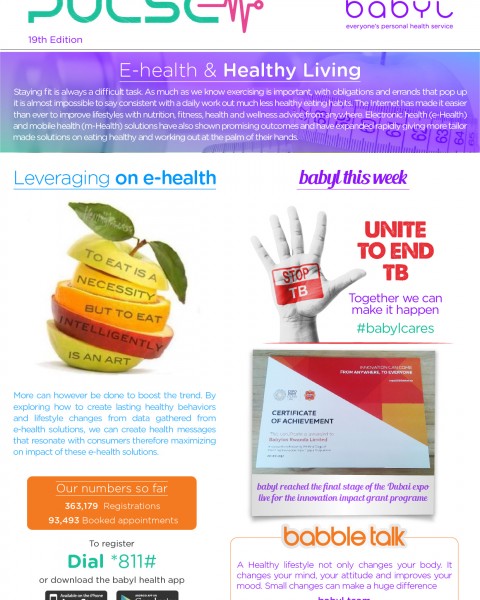 PULSE
babyl
everyone's personal health service
19th Edition
E-health & Healthy Living
Staying fit is always a difficult task. As much as we know exercising is important, with obligations and errands that pop up
it is almost impossible to say consistent with a daily work out much less healthy eating habits. The Internet has made it easier
than ever to improve lifestyles with nutrition, fitness, health and wellness advice from anywhere. Electronic health (e-Health)
and mobile health (m-Health) solutions have also shown promising outcomes and have expanded rapidly giving more tailor
made solutions on eating healthy and working out at the palm of their hands.
Leveraging on e-health
TO EAT IS A
NECESSITY
BUT TO EAT
INTELLIGENTLY
IS AN ART
More can however be done to boost the trend. By
exploring how to create lasting healthy behaviors
and lifestyle changes from data gathered from
e-health solutions, we can create health messages
that resonate with consumers therefore maximizing
on impact of these e-health solutions.
Our numbers so far
363,179 Registrations
93,493 Booked appointments
To register
Dial *811#
or download the babyl health app
Available on the iPhone
babyl this week
STOP
TB
UNITE
TO END
TB
Together we can
make it happen
#babylcares
INNOVATION CAN COME
FROM ANYWHERE, TO EVERYONE
CERTIFICATE
OF ACHIEVEMENT
babyl reached the final stage of the Dubai expo
live for the innovation impact grant programe
babble talk
A Healthy lifestyle not only changes your body. It
changes your mind, your attitude and improves your
mood. Small changes can make a huge difference
babyl team